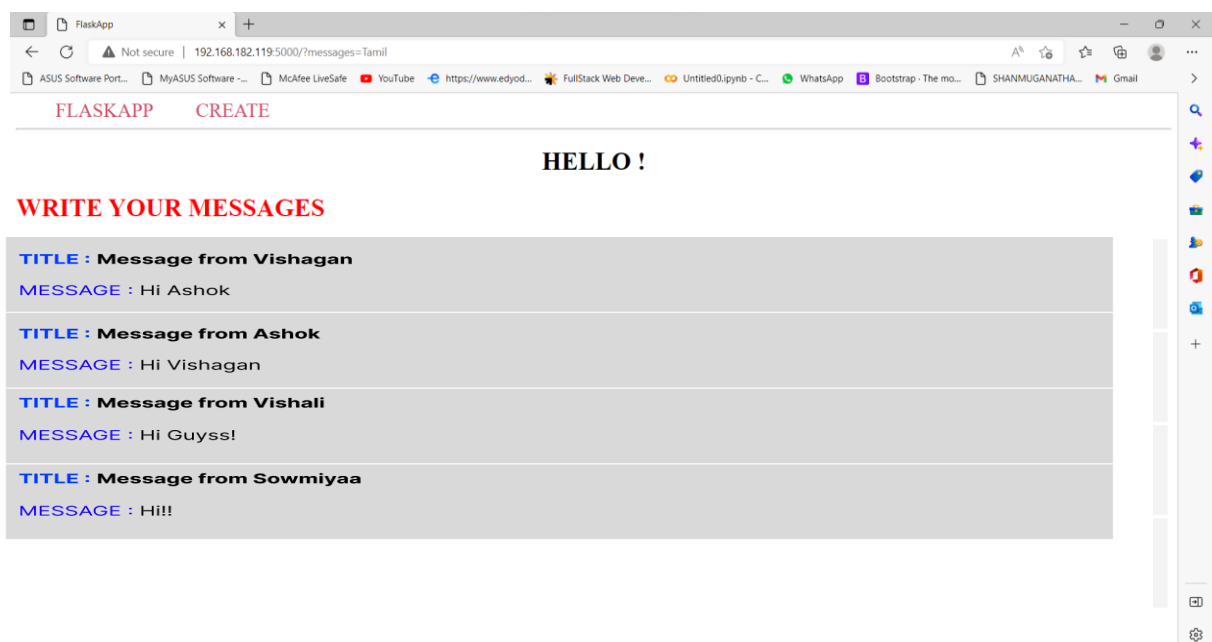 FlaskApp
Not secure | 192.168.182.119:5000/?messages=Tamil
ASUS Software Port... MyASUS Software -... McAfee LiveSafe YouTube https://www.edyod... FullStack Web Deve... Untitled0.ipynb - C... WhatsApp Bootstrap · The mo... SHANMUGANATHA... Gmail
FLASKAPP CREATE
HELLO !
WRITE YOUR MESSAGES
TITLE : Message from Vishagan
MESSAGE : Hi Ashok
TITLE : Message from Ashok
MESSAGE : Hi Vishagan
TITLE : Message from Vishali
MESSAGE : Hi Guyss!
TITLE : Message from Sowmiyaa
MESSAGE : Hi!!